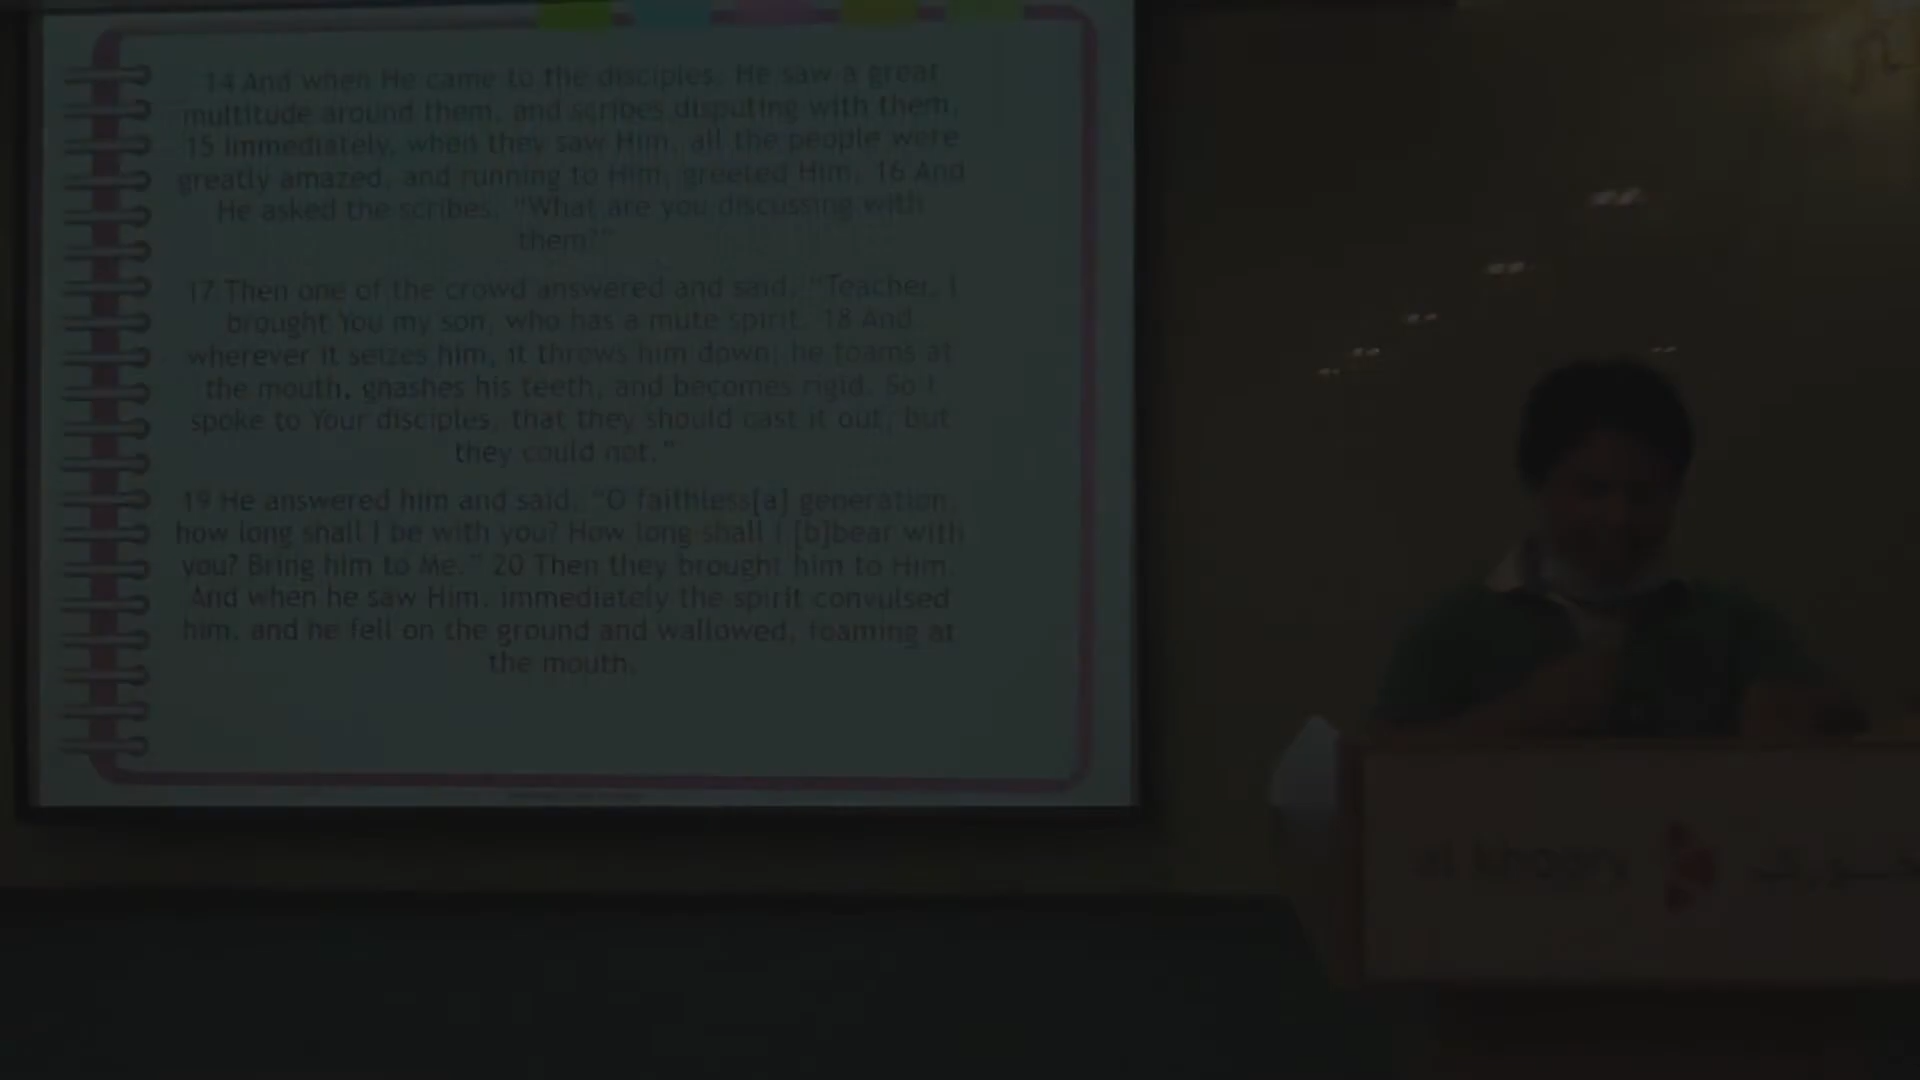 14 And when He came to the disciples, He saw a great
multitude around them, and scribes disputing with them.
15 Immediately, when they saw Him, all the people were
greatly amazed, and running to Him, greeted Him. 16 And
He asked the scribes, "What are you discussing with
them?"
17 Then one of the crowd answered and said, "Teacher, I
brought You my son, who has a mute spirit. 18 And
wherever it seizes him, it throws him down; he foams at
the mouth, gnashes his teeth, and becomes rigid. So I
spoke to Your disciples, that they should cast it out, but
they could not."
19 He answered him and said, "O faithless[a] generation,
how long shall I be with you? How long shall I [b]bear with
you? Bring him to Me." 20 Then they brought him to Him.
And when he saw Him, immediately the spirit convulsed
him, and he fell on the ground and wallowed, foaming at
the mouth.
al khoory